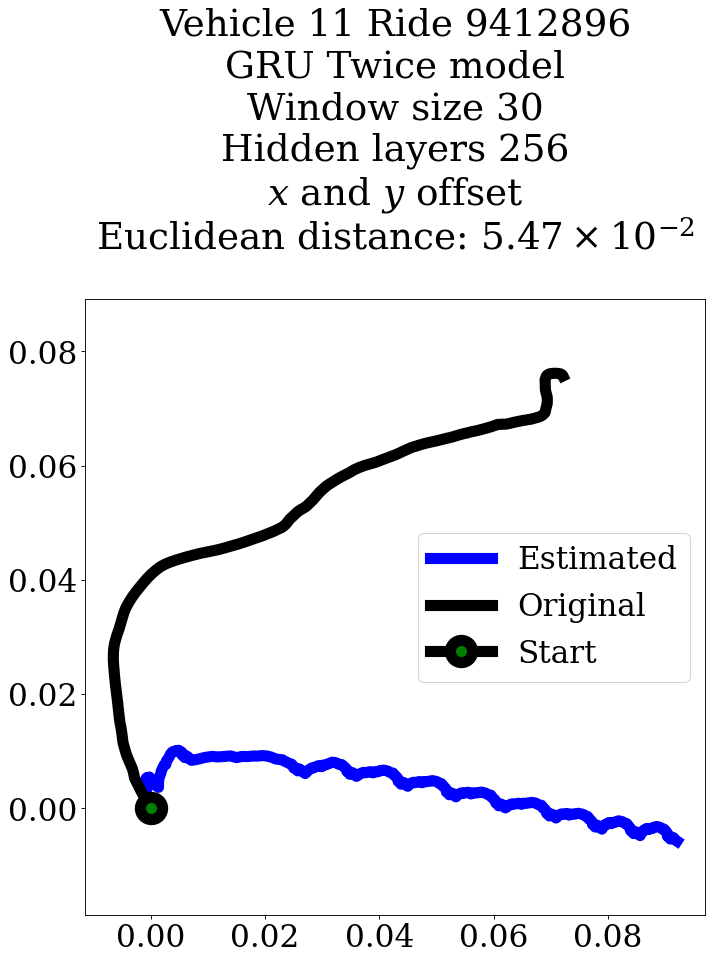 Vehicle 11 Ride 9412896
GRU Twice model
Window size 30
Hidden layers 256
x and y offset
Euclidean distance: 5.47 × 10⁻²
0.08
0.06
0.04
0.02
0.00
Estimated
Original
Start
0.00 0.02 0.04 0.06 0.08